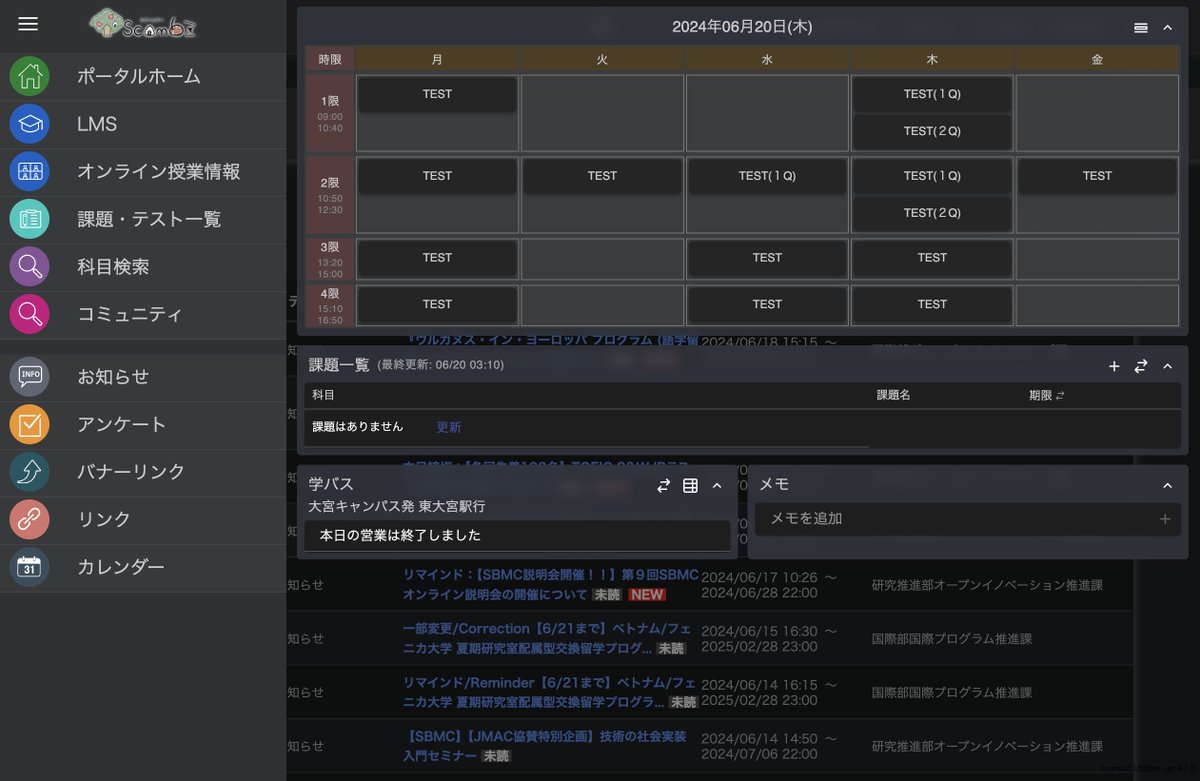 ScombZ
ポータルホーム
LMS
オンライン授業情報
課題・テスト一覧
科目検索
コミュニティ
お知らせ
アンケート
バナーリンク
リンク
カレンダー
2024年06月20日(木)
時限 月 火 水 木 金
1限 09:00 10:40
TEST
TEST(１Q)
TEST(２Q)
2限 10:50 12:30
TEST TEST TEST(１Q) TEST(１Q) TEST
TEST(２Q)
3限 13:20 15:00
TEST TEST TEST
4限 15:10 16:50
TEST TEST TEST
『ウルカヌス・イン・ヨーロッパ プログラム (語学留 2024/06/18 15:15 ～
課題一覧 (最終更新: 06/20 03:10)
科目 課題名 期限
課題はありません 更新
学バス
大宮キャンパス発 東大宮駅行
本日の営業は終了しました
メモ
メモを追加
知らせ リマインド：【SBMC説明会開催！！】第９回SBMC 2024/06/17 10:26 ～ 研究推進部オープンイノベーション推進課
オンライン説明会の開催について 未読 NEW 2024/06/28 22:00
知らせ 一部変更/Correction【6/21まで】ベトナム/フェ 2024/06/15 16:30 ～ 国際部国際プログラム推進課
ニカ大学 夏期研究室配属型交換留学プログ... 未読 2025/02/28 23:00
知らせ リマインド/Reminder【6/21まで】ベトナム/フェ 2024/06/14 16:15 ～ 国際部国際プログラム推進課
ニカ大学 夏期研究室配属型交換留学プログラ... 未読 2025/02/28 23:00
知らせ 【SBMC】【JMAC協賛特別企画】技術の社会実装 2024/06/14 14:50 ～ 研究推進部オープンイノベーション推進課
入門セミナー 未読 2024/07/06 22:00